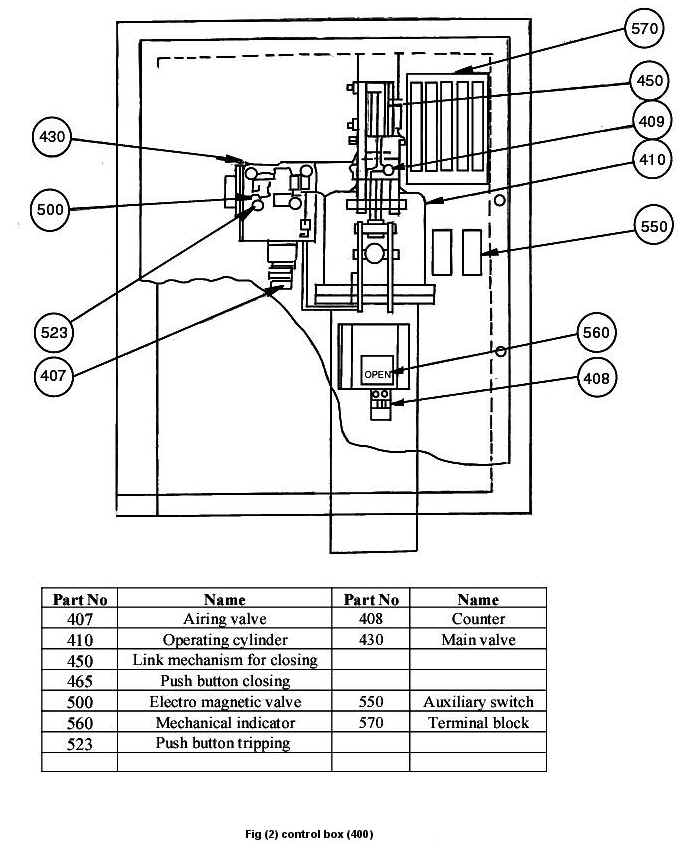 570
450
409
430
410
500
550
523
560
407
408
OPEN
Part No Name Part No Name
407 Airing valve 408 Counter
410 Operating cylinder 430 Main valve
450 Link mechanism for closing
465 Push button closing
500 Electro magnetic valve 550 Auxiliary switch
560 Mechanical indicator 570 Terminal block
523 Push button tripping
Fig (2) control box (400)